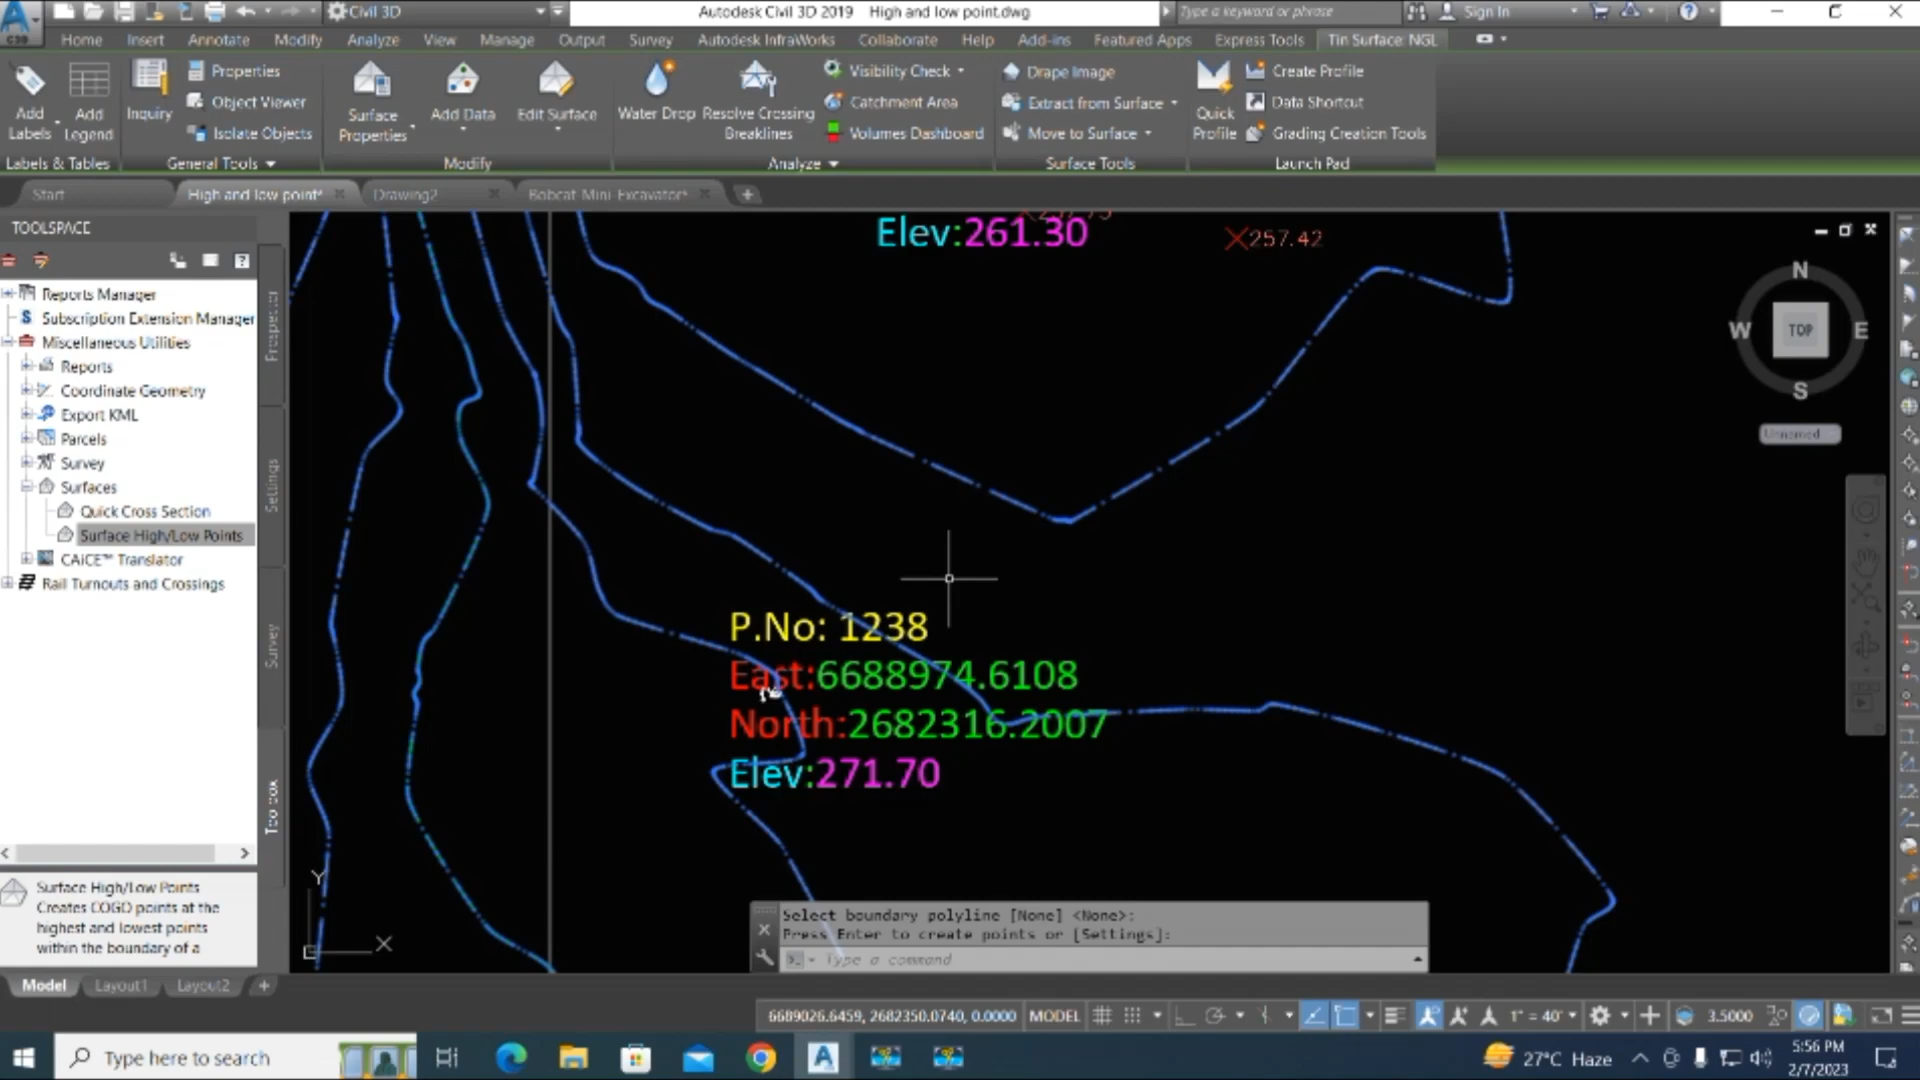 Civil 3D
Autodesk Civil 3D 2019 High and low point.dwg
Type a keyword or phrase
Sign In
C3D
Home Insert Annotate Modify Analyze View Manage Output Survey Autodesk InfraWorks Collaborate Help Add-ins Featured Apps Express Tools Tin Surface: NGL
Add Labels
Add Legend
Inquiry
Properties
Object Viewer
Isolate Objects
Surface Properties
Add Data
Edit Surface
Water Drop
Resolve Crossing Breaklines
Visibility Check
Catchment Area
Volumes Dashboard
Drape Image
Extract from Surface
Move to Surface
Quick Profile
Create Profile
Data Shortcut
Grading Creation Tools
Labels & Tables
General Tools
Modify
Analyze
Surface Tools
Launch Pad
Start
High and low point*
Drawing2
Bobcat Mini Excavator*
TOOLSPACE
Reports Manager
Subscription Extension Manager
Miscellaneous Utilities
Reports
Coordinate Geometry
Export KML
Parcels
Survey
Surfaces
Quick Cross Section
Surface High/Low Points
CAiCE™ Translator
Rail Turnouts and Crossings
Prospector
Settings
Survey
Toolbox
Surface High/Low Points
Creates COGO points at the
highest and lowest points
within the boundary of a
Elev:261.30
257.42
N
W
TOP
E
S
Unnamed
P.No: 1238
East:6688974.6108
North:2682316.2007
Elev:271.70
Y
X
Select boundary polyline [None] <None>:
Press Enter to create points or [Settings]:
Type a command
Model Layout1 Layout2
6689026.6459, 2682350.0740, 0.0000 MODEL
1" = 40'
3.5000
Type here to search
27°C Haze
5:56 PM
2/7/2023